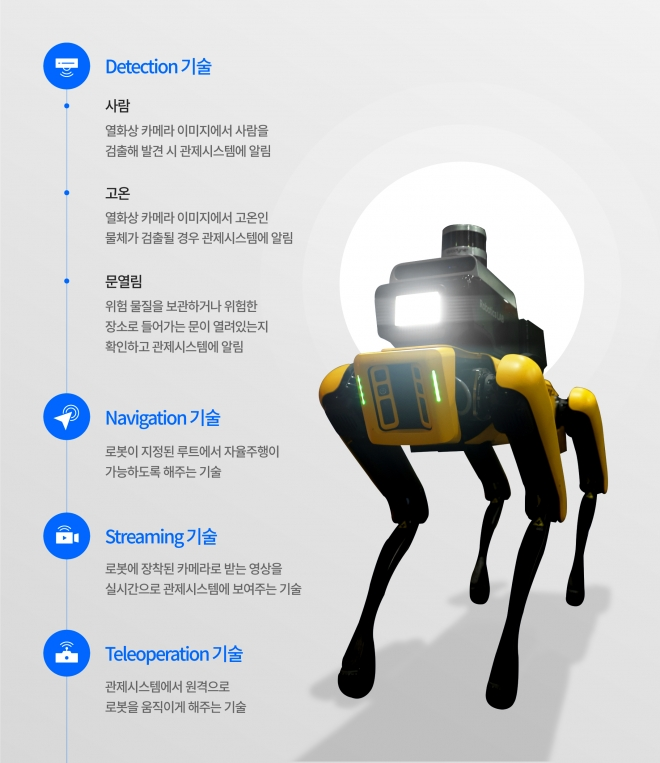 Detection 기술
사람
열화상 카메라 이미지에서 사람을
검출해 발견 시 관제시스템에 알림
고온
열화상 카메라 이미지에서 고온인
물체가 검출될 경우 관제시스템에 알림
문열림
위험 물질을 보관하거나 위험한
장소로 들어가는 문이 열려있는지
확인하고 관제시스템에 알림
Navigation 기술
로봇이 지정된 루트에서 자율주행이
가능하도록 해주는 기술
Streaming 기술
로봇에 장착된 카메라로 받는 영상을
실시간으로 관제시스템에 보여주는 기술
Teleoperation 기술
관제시스템에서 원격으로
로봇을 움직이게 해주는 기술